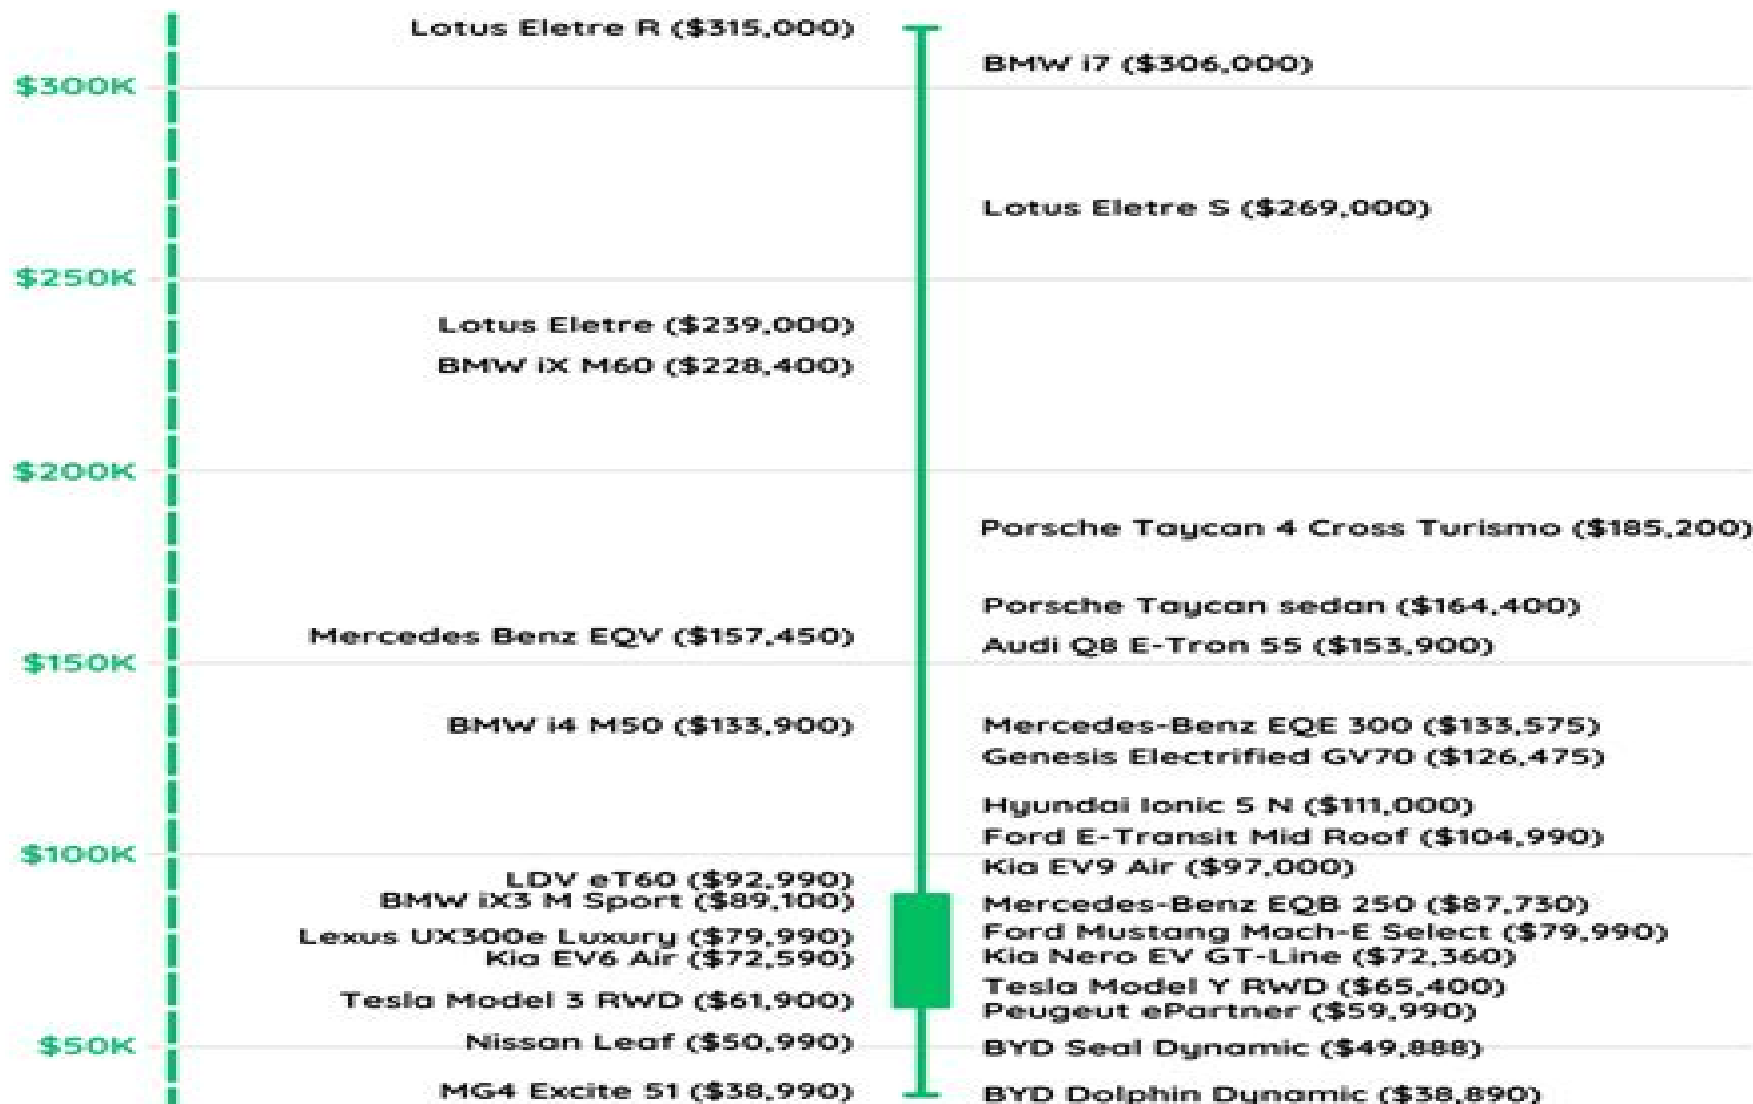 Lotus Eletre R ($315,000)
BMW i7 ($306,000)
$300K
Lotus Eletre S ($269,000)
$250K
Lotus Eletre ($239,000)
BMW iX M60 ($228,400)
$200K
Porsche Taycan 4 Cross Turismo ($185,200)
Porsche Taycan sedan ($164,400)
Mercedes Benz EQV ($157,450)
Audi Q8 E-Tron 55 ($153,900)
$150K
BMW i4 M50 ($133,900)
Mercedes-Benz EQE 300 ($133,575)
Genesis Electrified GV70 ($126,475)
Hyundai Ionic 5 N ($111,000)
Ford E-Transit Mid Roof ($104,990)
$100K
Kia EV9 Air ($97,000)
LDV eT60 ($92,990)
BMW iX3 M Sport ($89,100)
Mercedes-Benz EQB 250 ($87,730)
Lexus UX300e Luxury ($79,990)
Ford Mustang Mach-E Select ($79,990)
Kia EV6 Air ($72,590)
Kia Nero EV GT-Line ($72,360)
Tesla Model Y RWD ($65,400)
Tesla Model 3 RWD ($61,900)
Peugeut ePartner ($59,990)
Nissan Leaf ($50,990)
$50K
BYD Seal Dynamic ($49,888)
MG4 Excite 51 ($38,990)
BYD Dolphin Dynamic ($38,890)